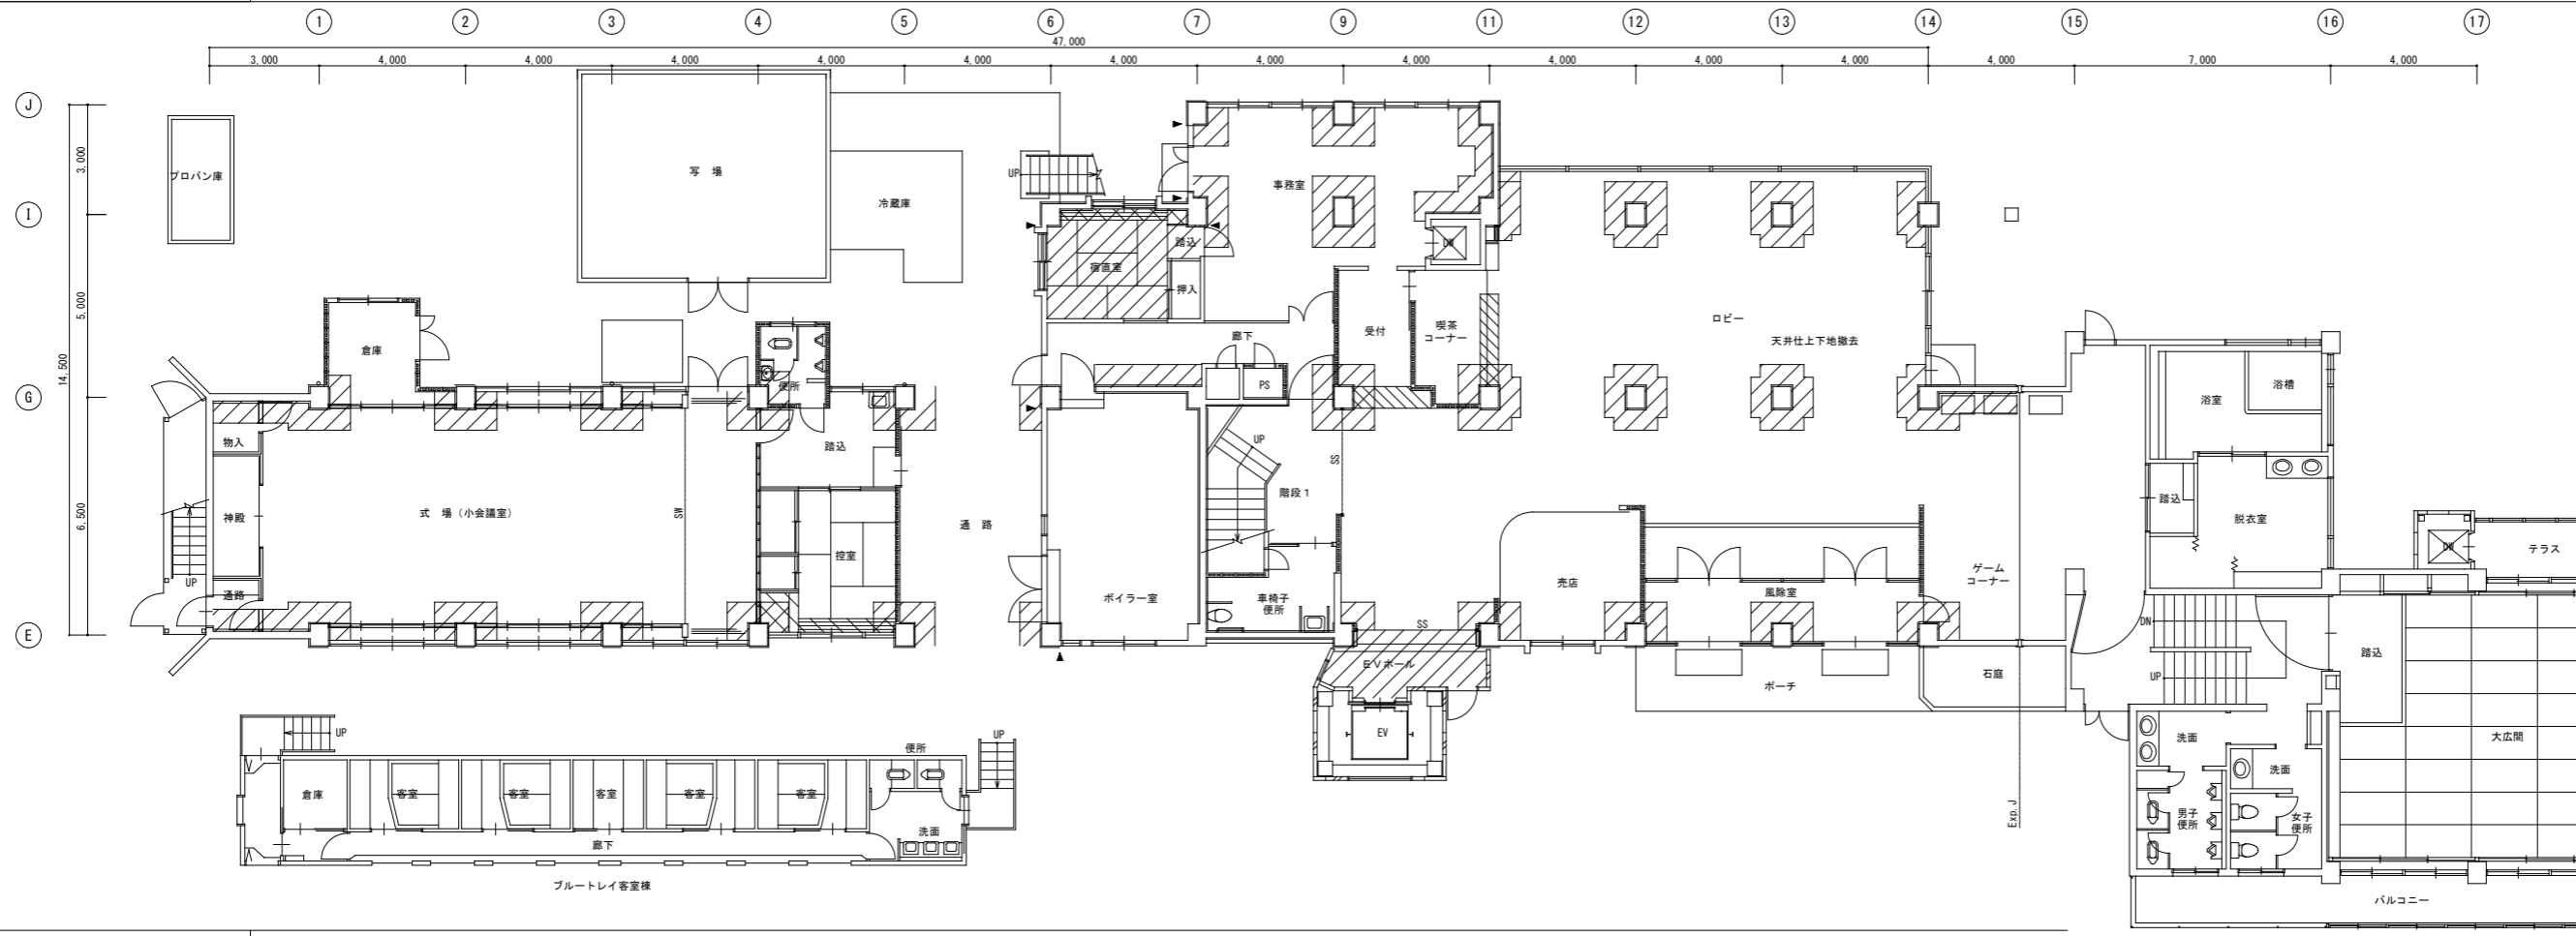 1 2 3 4 5 6 7 9 11 12 13 14 15 16 17
47,000
3,000 4,000 4,000 4,000 4,000 4,000 4,000 4,000 4,000 4,000 4,000 4,000 4,000 7,000 4,000
J
I
G
E
3,000
5,000
6,500
14,500
プロパン庫
写 場
冷蔵庫
UP
事務室
宿直室
踏込
押入
DW
倉庫
便所
廊下
PS
受付
喫茶
コーナー
ロビー
天井仕上下地撤去
浴室
浴槽
物入
神殿
通路
UP
式 場（小会議室）
SW
踏込
控室
通 路
ボイラー室
UP
階段１
SS
車椅子
便所
SS
売店
風除室
ゲーム
コーナー
踏込
脱衣室
DW
テラス
EVホール
EV
ポーチ
石庭
DN
UP
踏込
大広間
Exp.J
洗面
洗面
男子
便所
女子
便所
バルコニー
UP
便所
UP
倉庫
客室
客室
客室
客室
客室
洗面
廊下
ブルートレイ客室棟